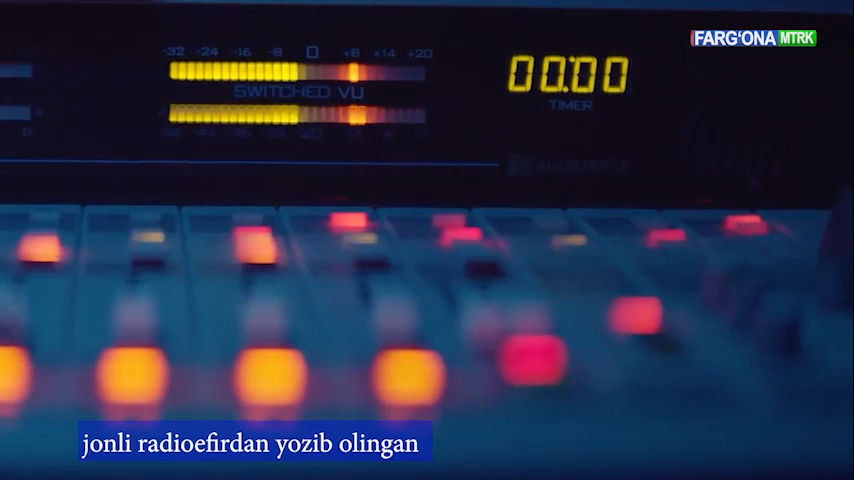 FARG‘ONA MTRK
-32 -24 -16 -8 0 +8 +14 +20
00:00
SWITCHED VU
TIMER
jonli radioefirdan yozib olingan